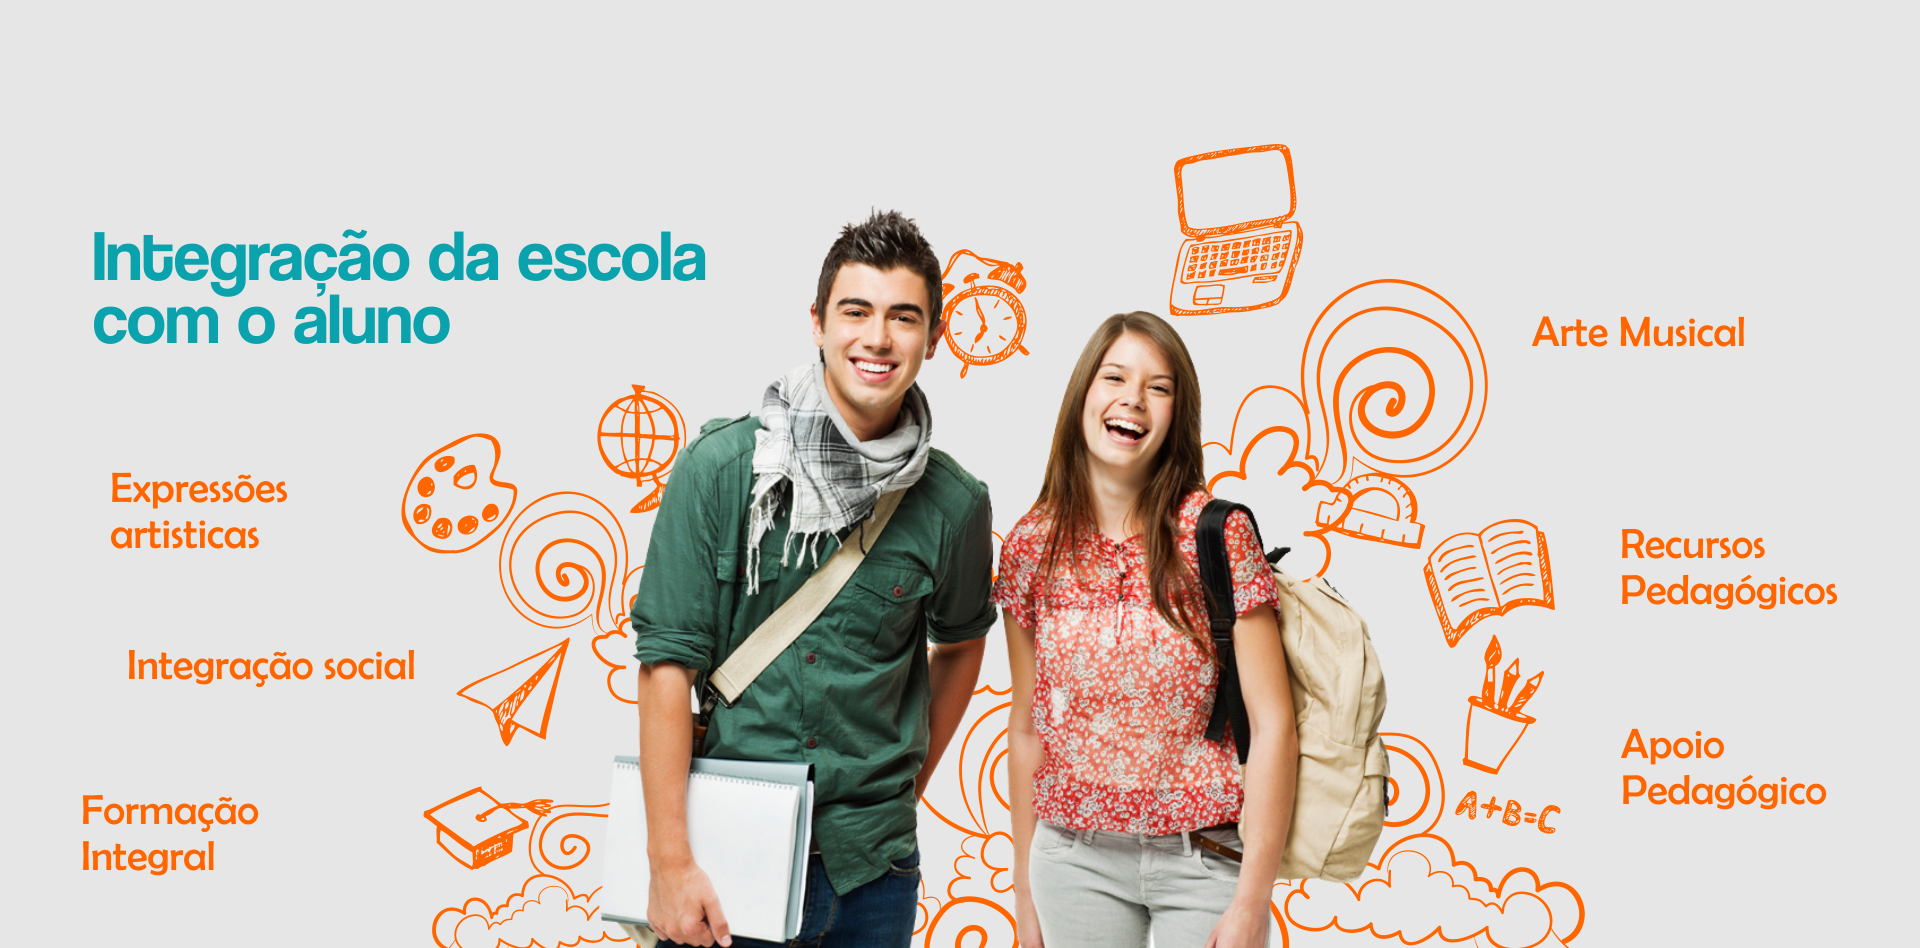 Integração da escola
com o aluno
Expressões
artisticas
Integração social
Formação
Integral
Arte Musical
Recursos
Pedagógicos
Apoio
Pedagógico
A+B=C